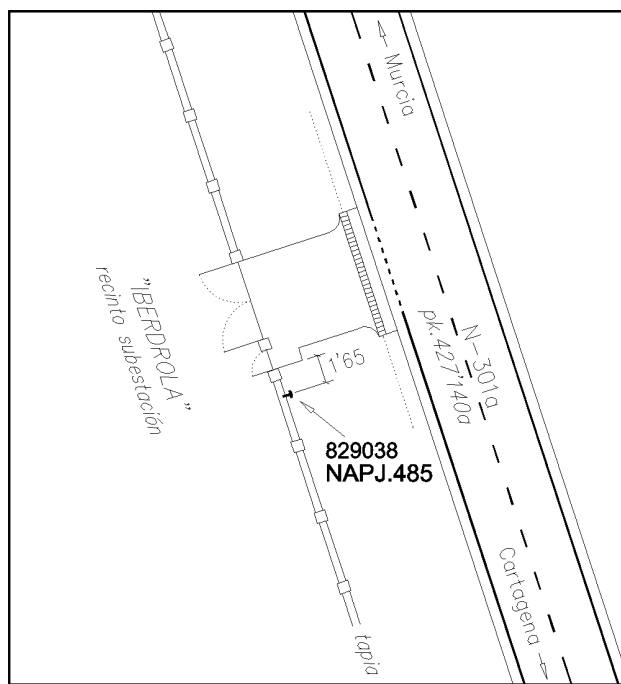 Murcia
"IBERDROLA"
recinto subestación
N-301a
pk.427'140a
1'65
829038
NAPJ.485
Cartagena
tapia